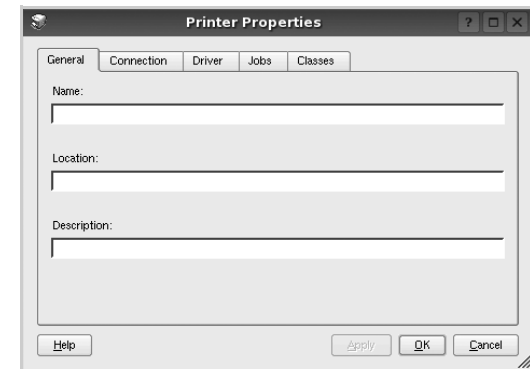 Printer Properties
General Connection Driver Jobs Classes
Name:
Location:
Description:
Help Apply OK Cancel